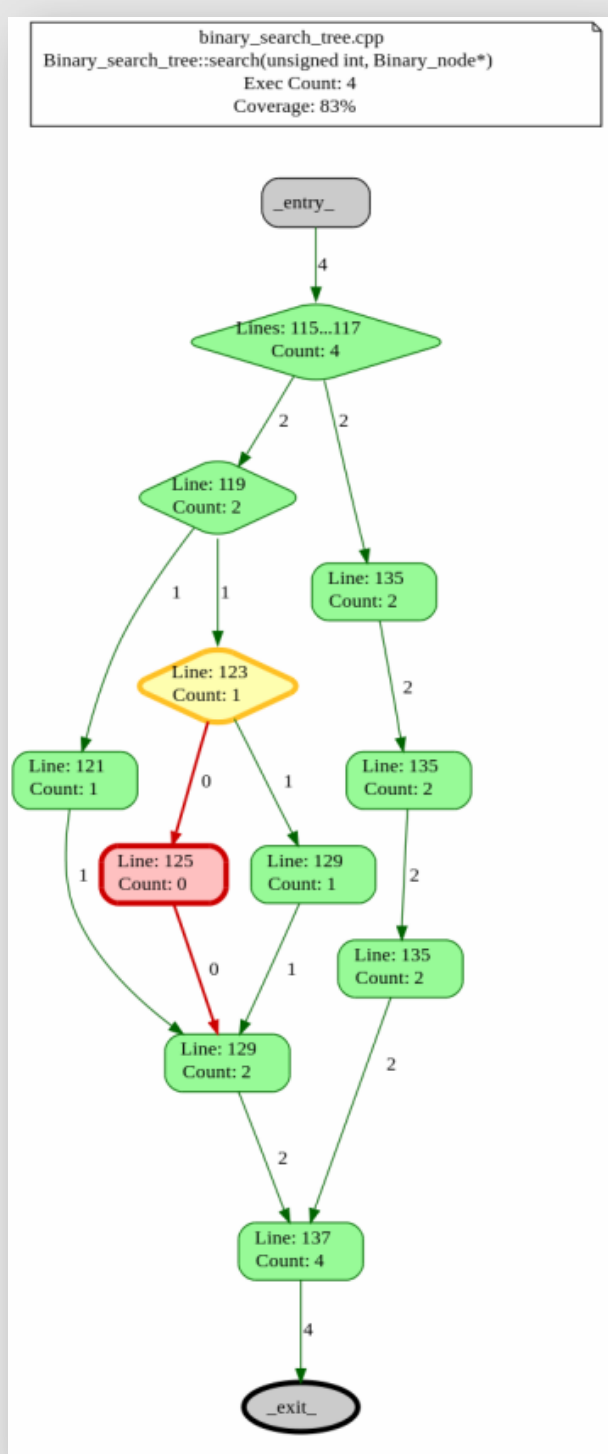 binary_search_tree.cpp
Binary_search_tree::search(unsigned int, Binary_node*)
Exec Count: 4
Coverage: 83%
_entry_
4
Lines: 115...117
Count: 4
2
2
Line: 119
Count: 2
1
1
Line: 135
Count: 2
Line: 123
Count: 1
2
Line: 121
Count: 1
0
1
Line: 135
Count: 2
1
Line: 125
Count: 0
Line: 129
Count: 1
2
0
1
Line: 135
Count: 2
Line: 129
Count: 2
2
2
Line: 137
Count: 4
4
_exit_